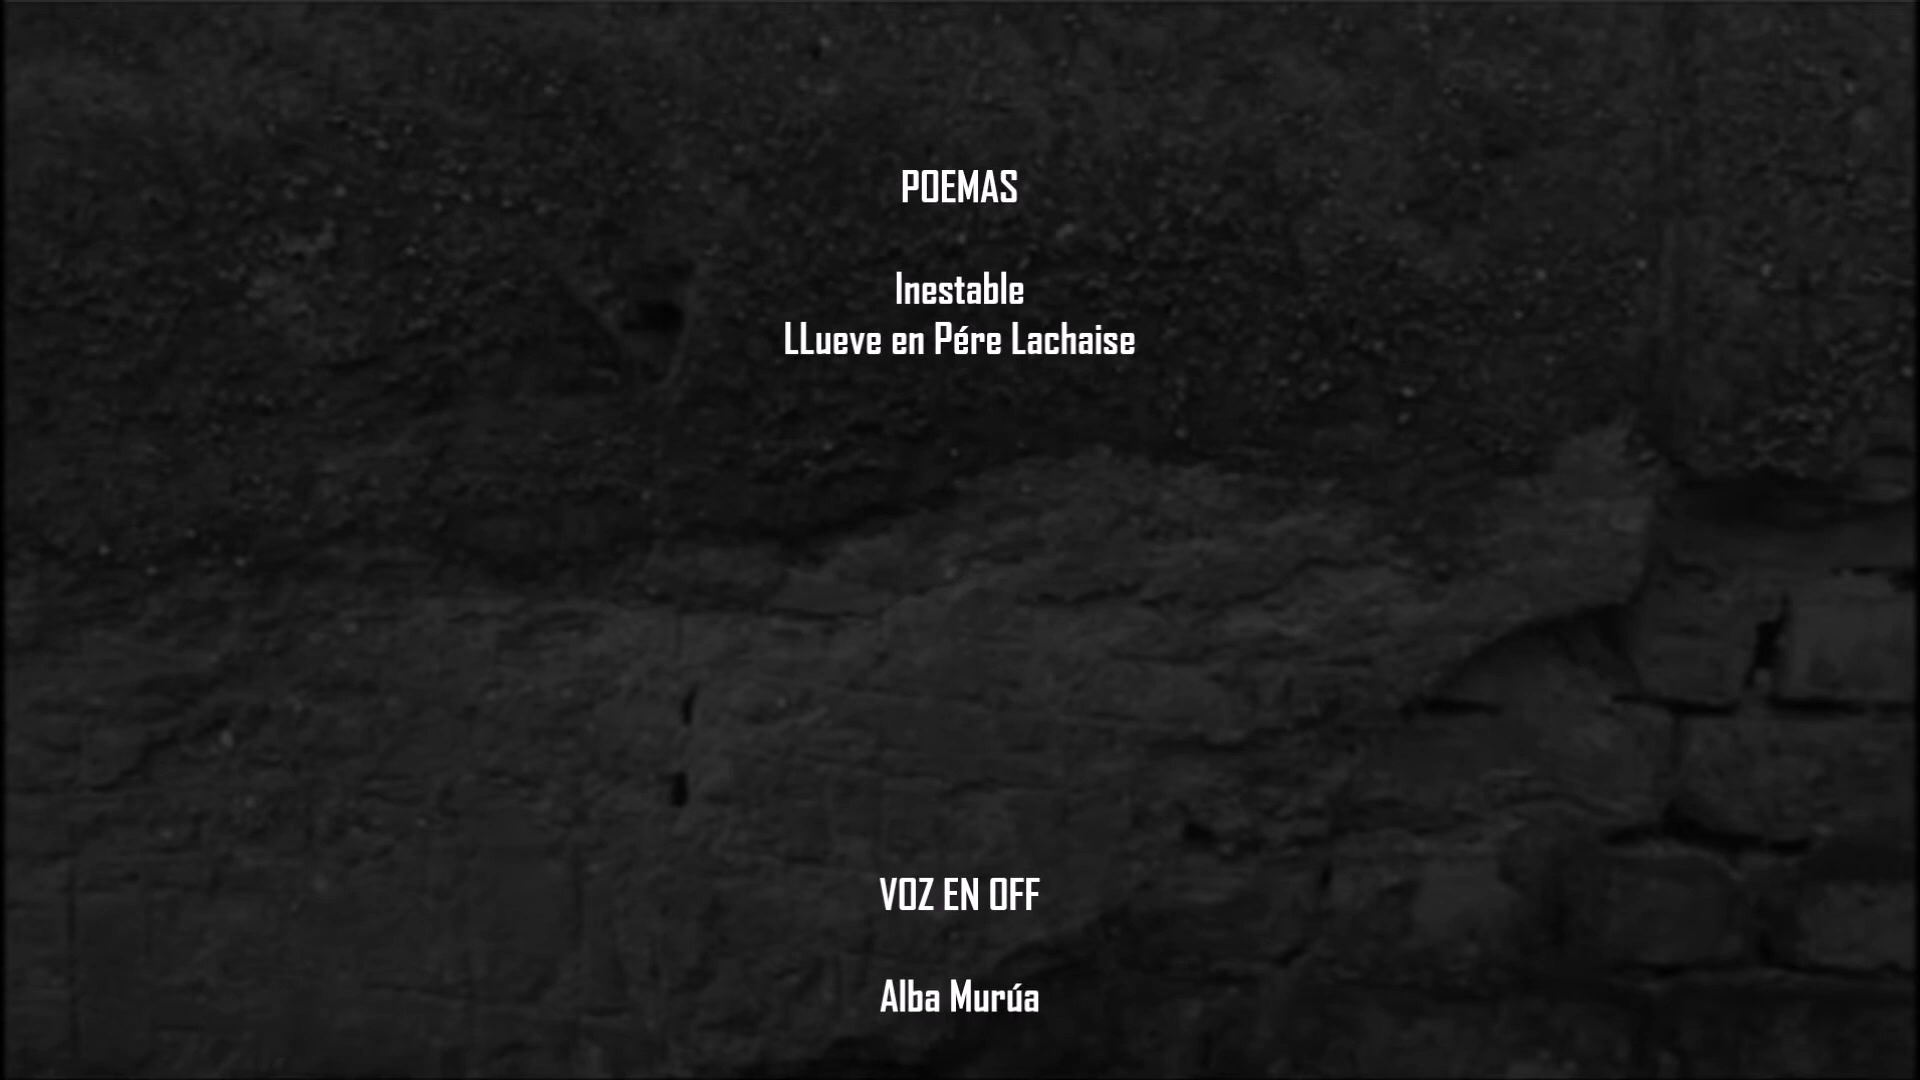 POEMAS
Inestable
LLueve en Pére Lachaise
VOZ EN OFF
Alba Murúa